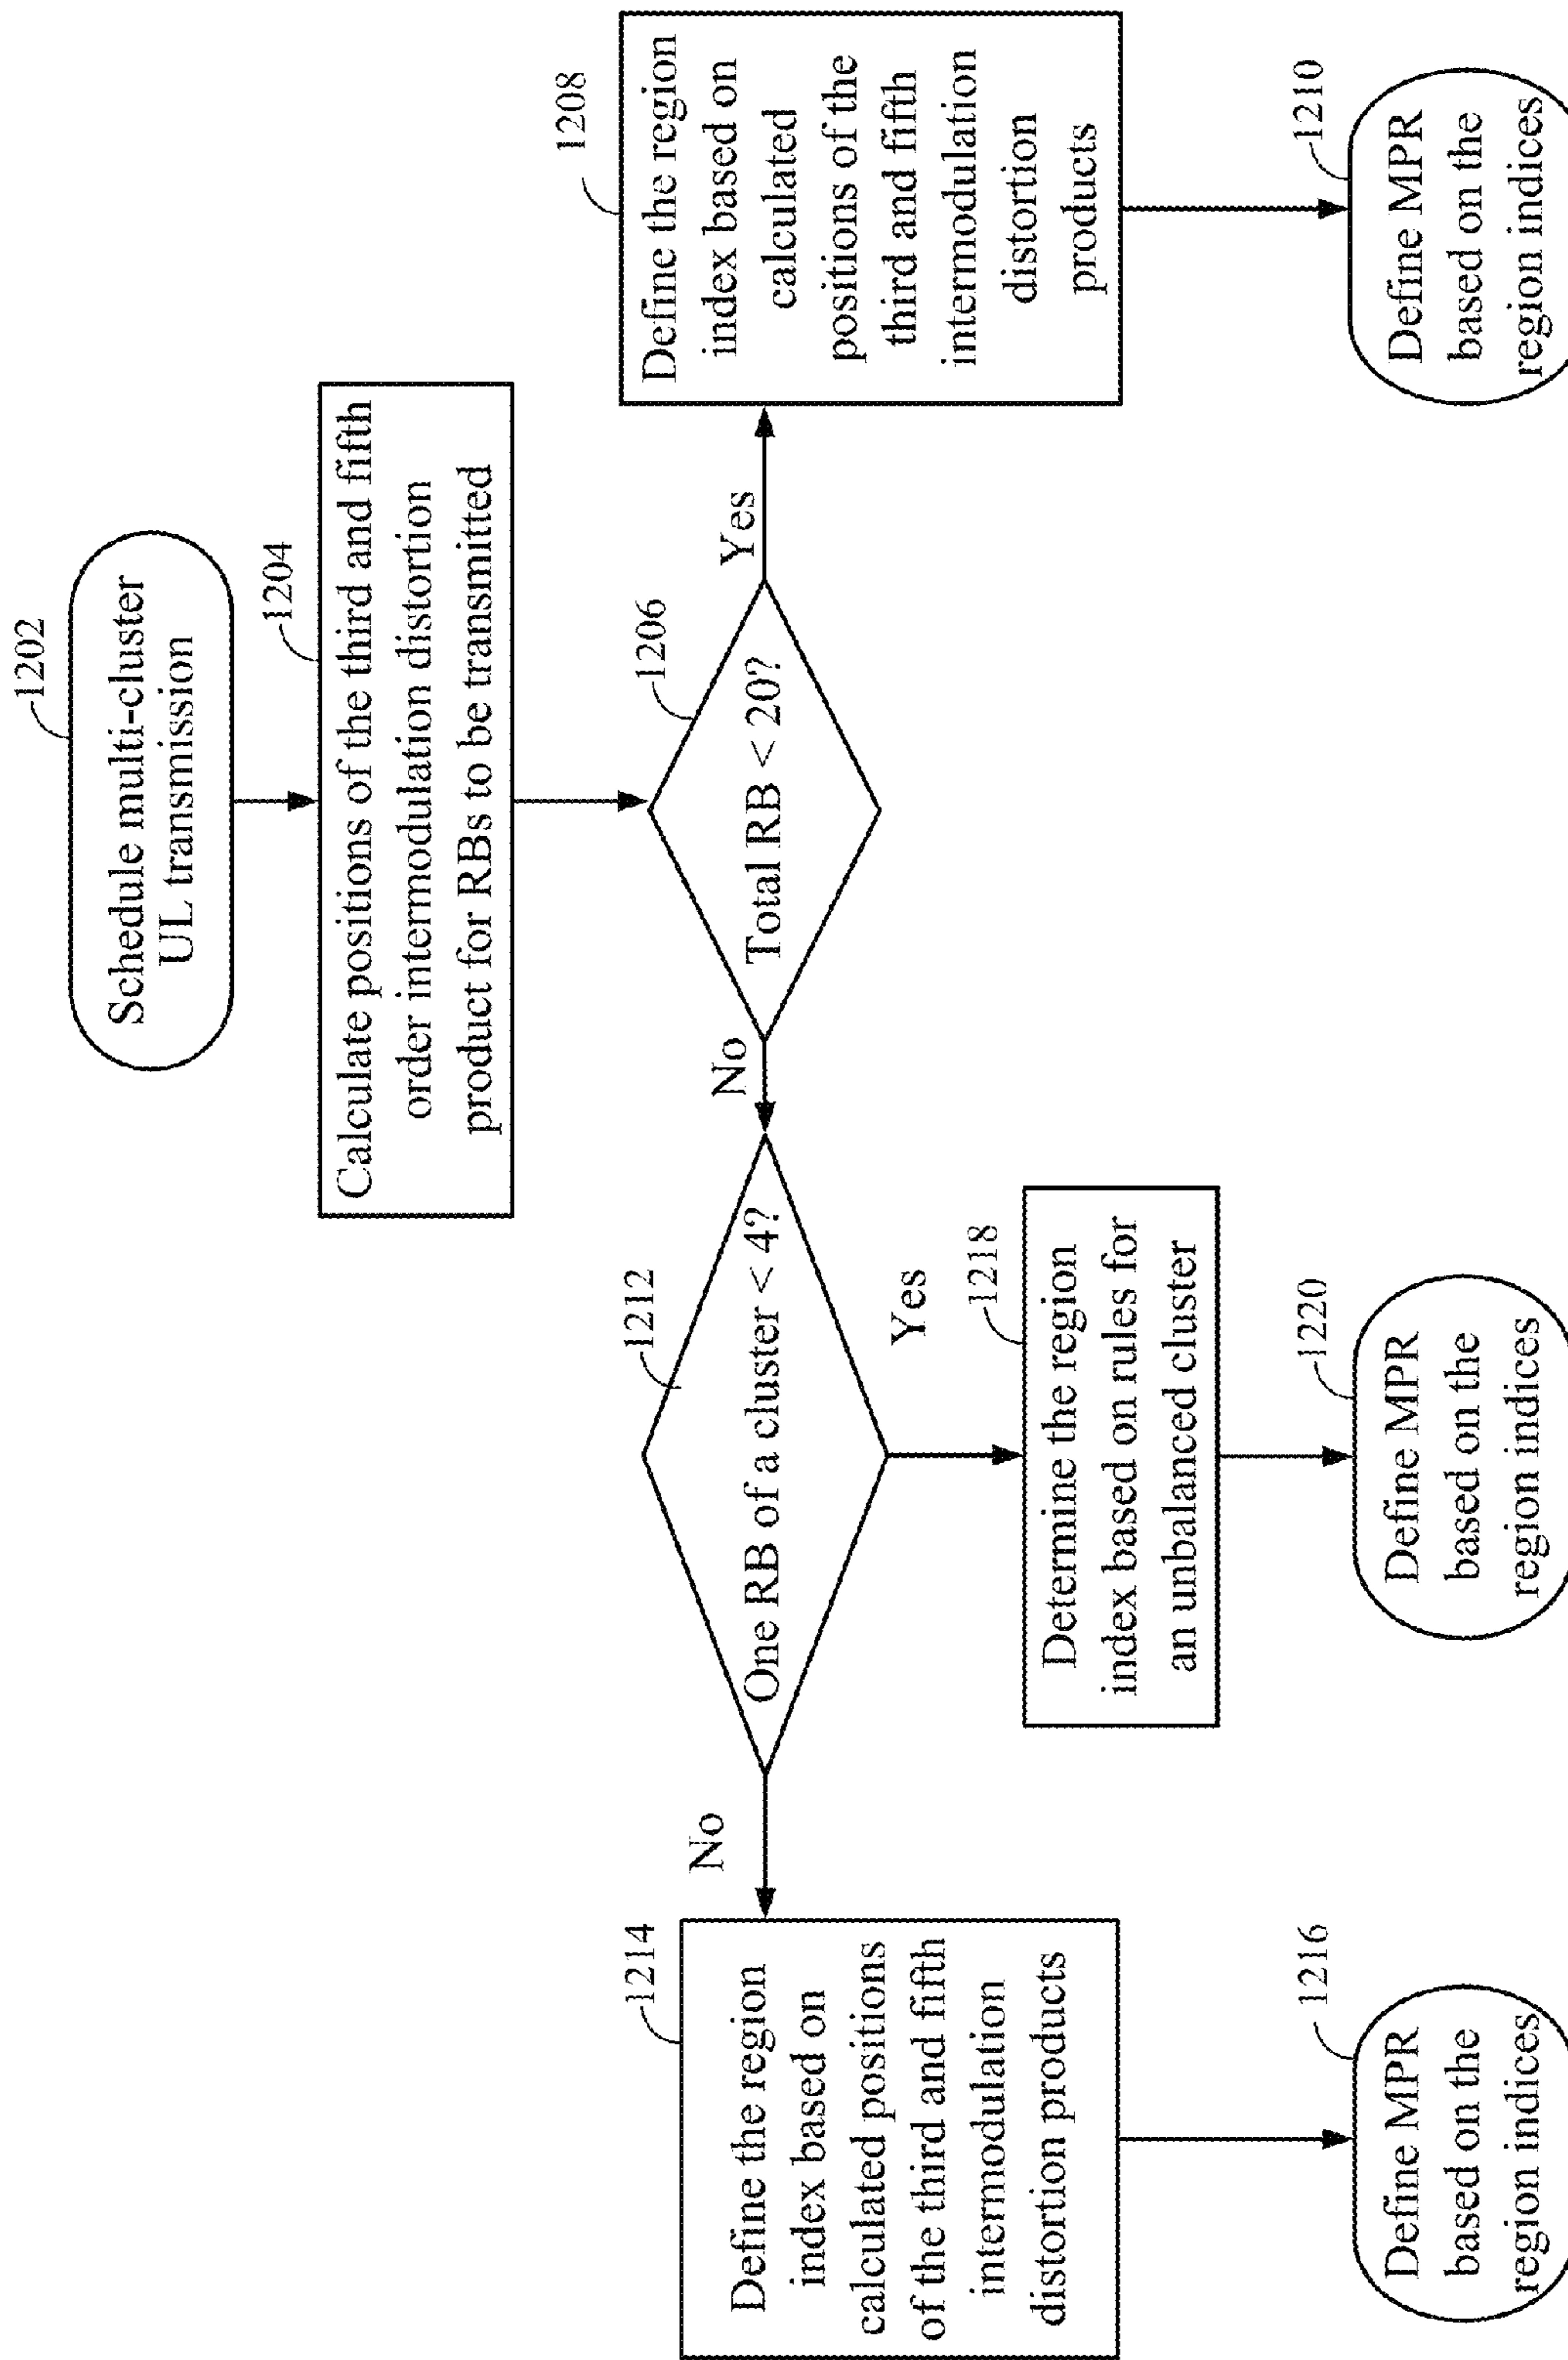 1202
Schedule multi-cluster
UL transmission
1204
Calculate positions of the third and fifth
order intermodulation distortion
product for RBs to be transmitted
1206
Total RB < 20?
Yes
No
1208
Define the region
index based on
calculated
positions of the
third and fifth
intermodulation
distortion
products
1210
Define MPR
based on the
region indices
1212
One RB of a cluster < 4?
No
Yes
1214
Define the region
index based on
calculated positions
of the third and fifth
intermodulation
distortion products
1216
Define MPR
based on the
region indices
1218
Determine the region
index based on rules for
an unbalanced cluster
1220
Define MPR
based on the
region indices